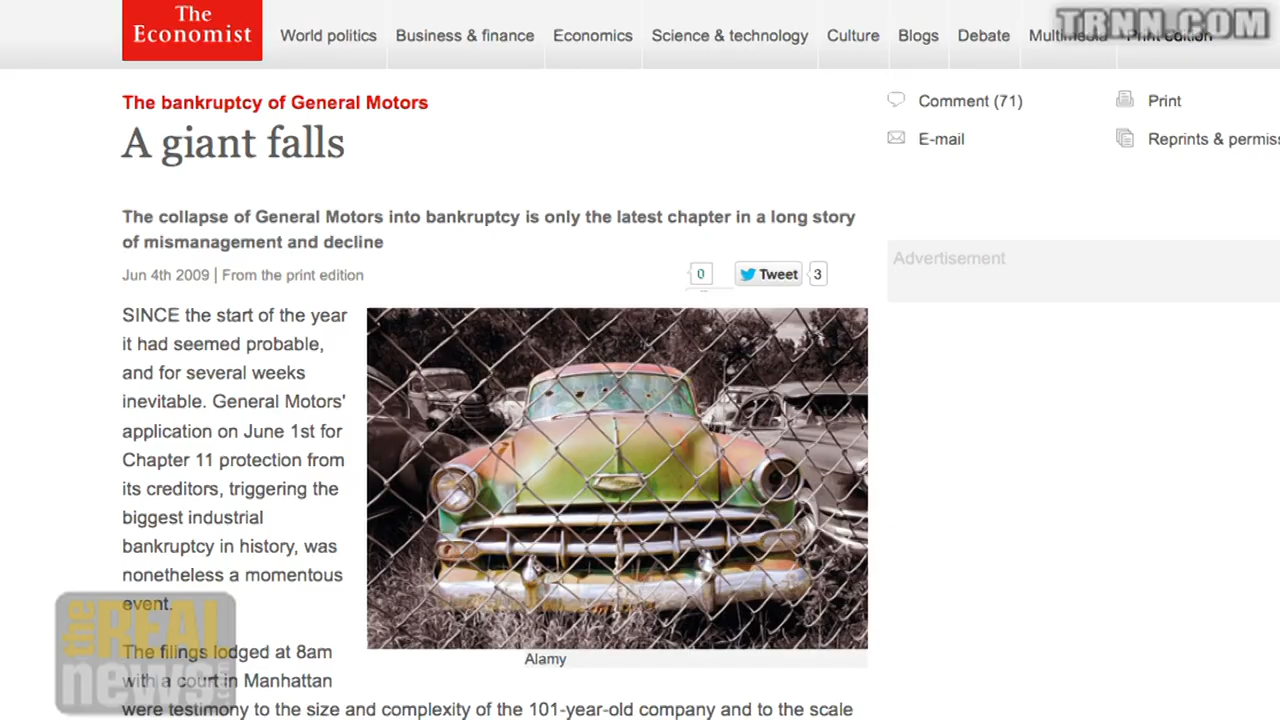 The
Economist
World politics
Business & finance
Economics
Science & technology
Culture
Blogs
Debate
Multimedia
Print edition
TRNN.COM
The bankruptcy of General Motors
A giant falls
Comment (71)
Print
E-mail
Reprints & permiss
The collapse of General Motors into bankruptcy is only the latest chapter in a long story
of mismanagement and decline
Jun 4th 2009 | From the print edition
0
Tweet
3
Advertisement
SINCE the start of the year
it had seemed probable,
and for several weeks
inevitable. General Motors'
application on June 1st for
Chapter 11 protection from
its creditors, triggering the
biggest industrial
bankruptcy in history, was
nonetheless a momentous
event.
Alamy
The filings lodged at 8am
with a court in Manhattan
were testimony to the size and complexity of the 101-year-old company and to the scale
the REAL
news.com